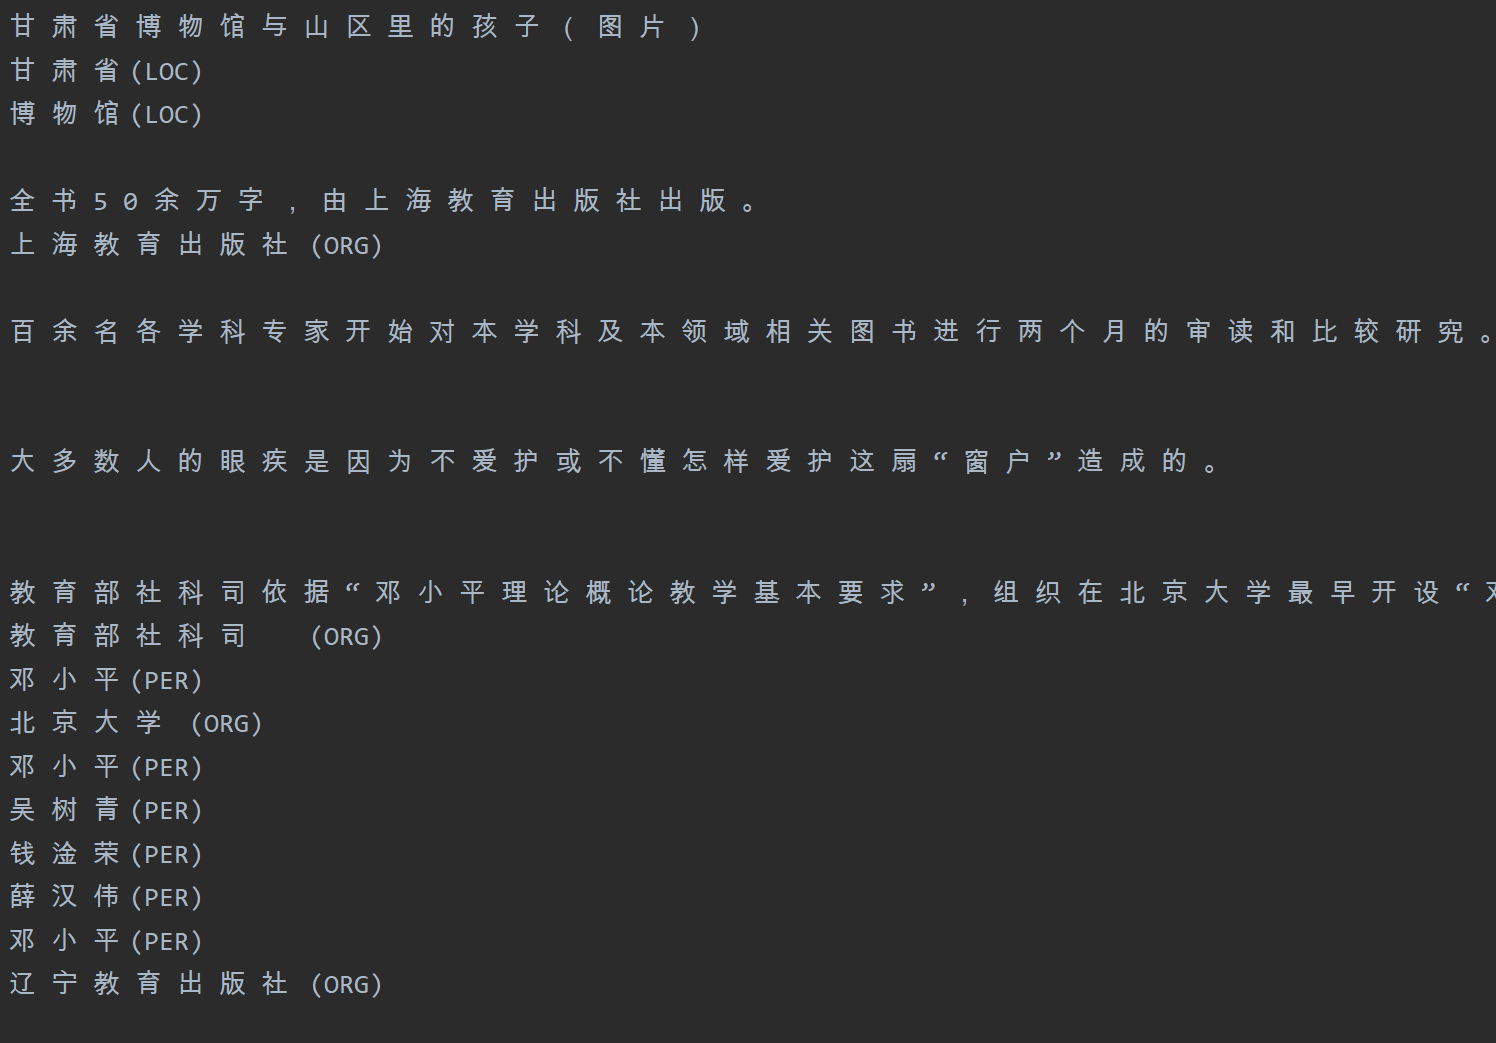 甘 肃 省 博 物 馆 与 山 区 里 的 孩 子 ( 图 片 )
甘 肃 省 (LOC)
博 物 馆 (LOC)
全 书 5 0 余 万 字 , 由 上 海 教 育 出 版 社 出 版 。
上 海 教 育 出 版 社 (ORG)
百 余 名 各 学 科 专 家 开 始 对 本 学 科 及 本 领 域 相 关 图 书 进 行 两 个 月 的 审 读 和 比 较 研 究 。
大 多 数 人 的 眼 疾 是 因 为 不 爱 护 或 不 懂 怎 样 爱 护 这 扇 “ 窗 户 ” 造 成 的 。
教 育 部 社 科 司 依 据 “ 邓 小 平 理 论 概 论 教 学 基 本 要 求 ” , 组 织 在 北 京 大 学 最 早 开 设 “
教 育 部 社 科 司 (ORG)
邓 小 平 (PER)
北 京 大 学 (ORG)
邓 小 平 (PER)
吴 树 青 (PER)
钱 淦 荣 (PER)
薛 汉 伟 (PER)
邓 小 平 (PER)
辽 宁 教 育 出 版 社 (ORG)